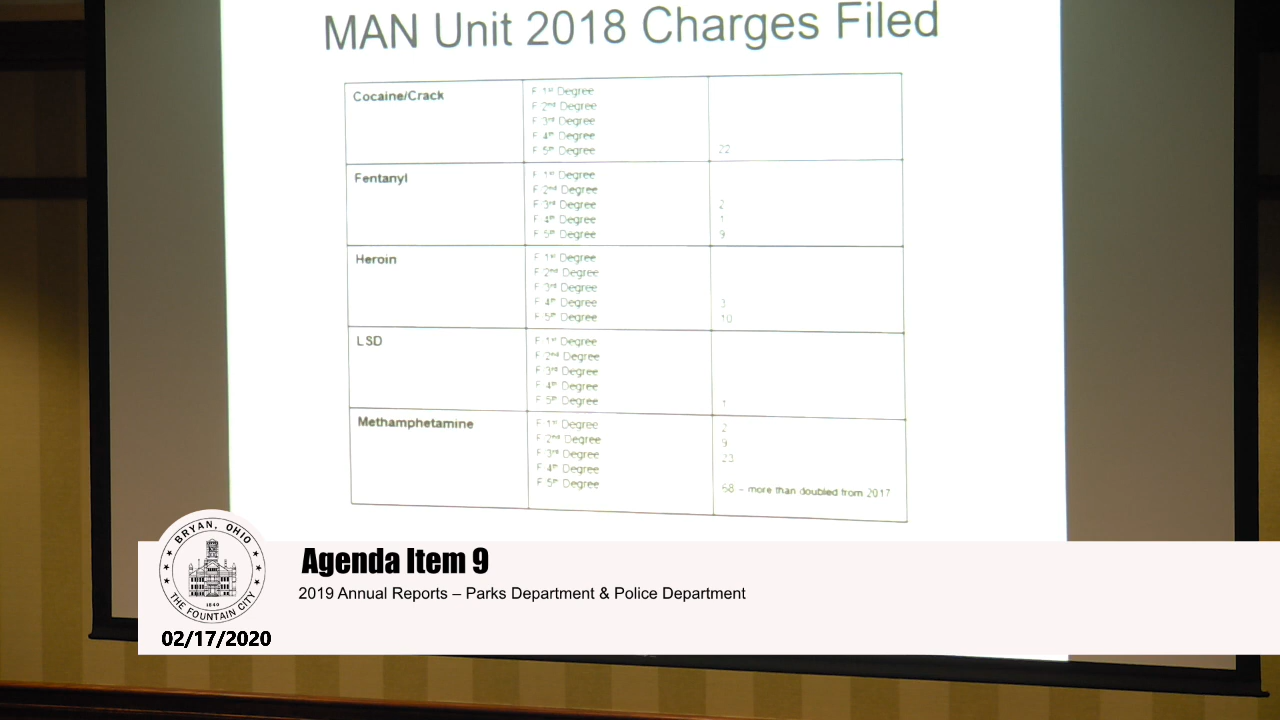 MAN Unit 2018 Charges Filed
Cocaine/Crack
F 1st Degree
F 2nd Degree
F 3rd Degree
F 4th Degree
F 5th Degree 22
Fentanyl
F 1st Degree
F 2nd Degree
F 3rd Degree 2
F 4th Degree 1
F 5th Degree 9
Heroin
F 1st Degree
F 2nd Degree
F 3rd Degree
F 4th Degree 3
F 5th Degree 10
LSD
F 1st Degree
F 2nd Degree
F 3rd Degree
F 4th Degree
F 5th Degree 1
Methamphetamine
F 1st Degree 2
F 2nd Degree 9
F 3rd Degree 23
F 4th Degree
F 5th Degree 68 – more than doubled from 2017
BRYAN, OHIO
1840
THE FOUNTAIN CITY
02/17/2020
Agenda Item 9
2019 Annual Reports – Parks Department & Police Department